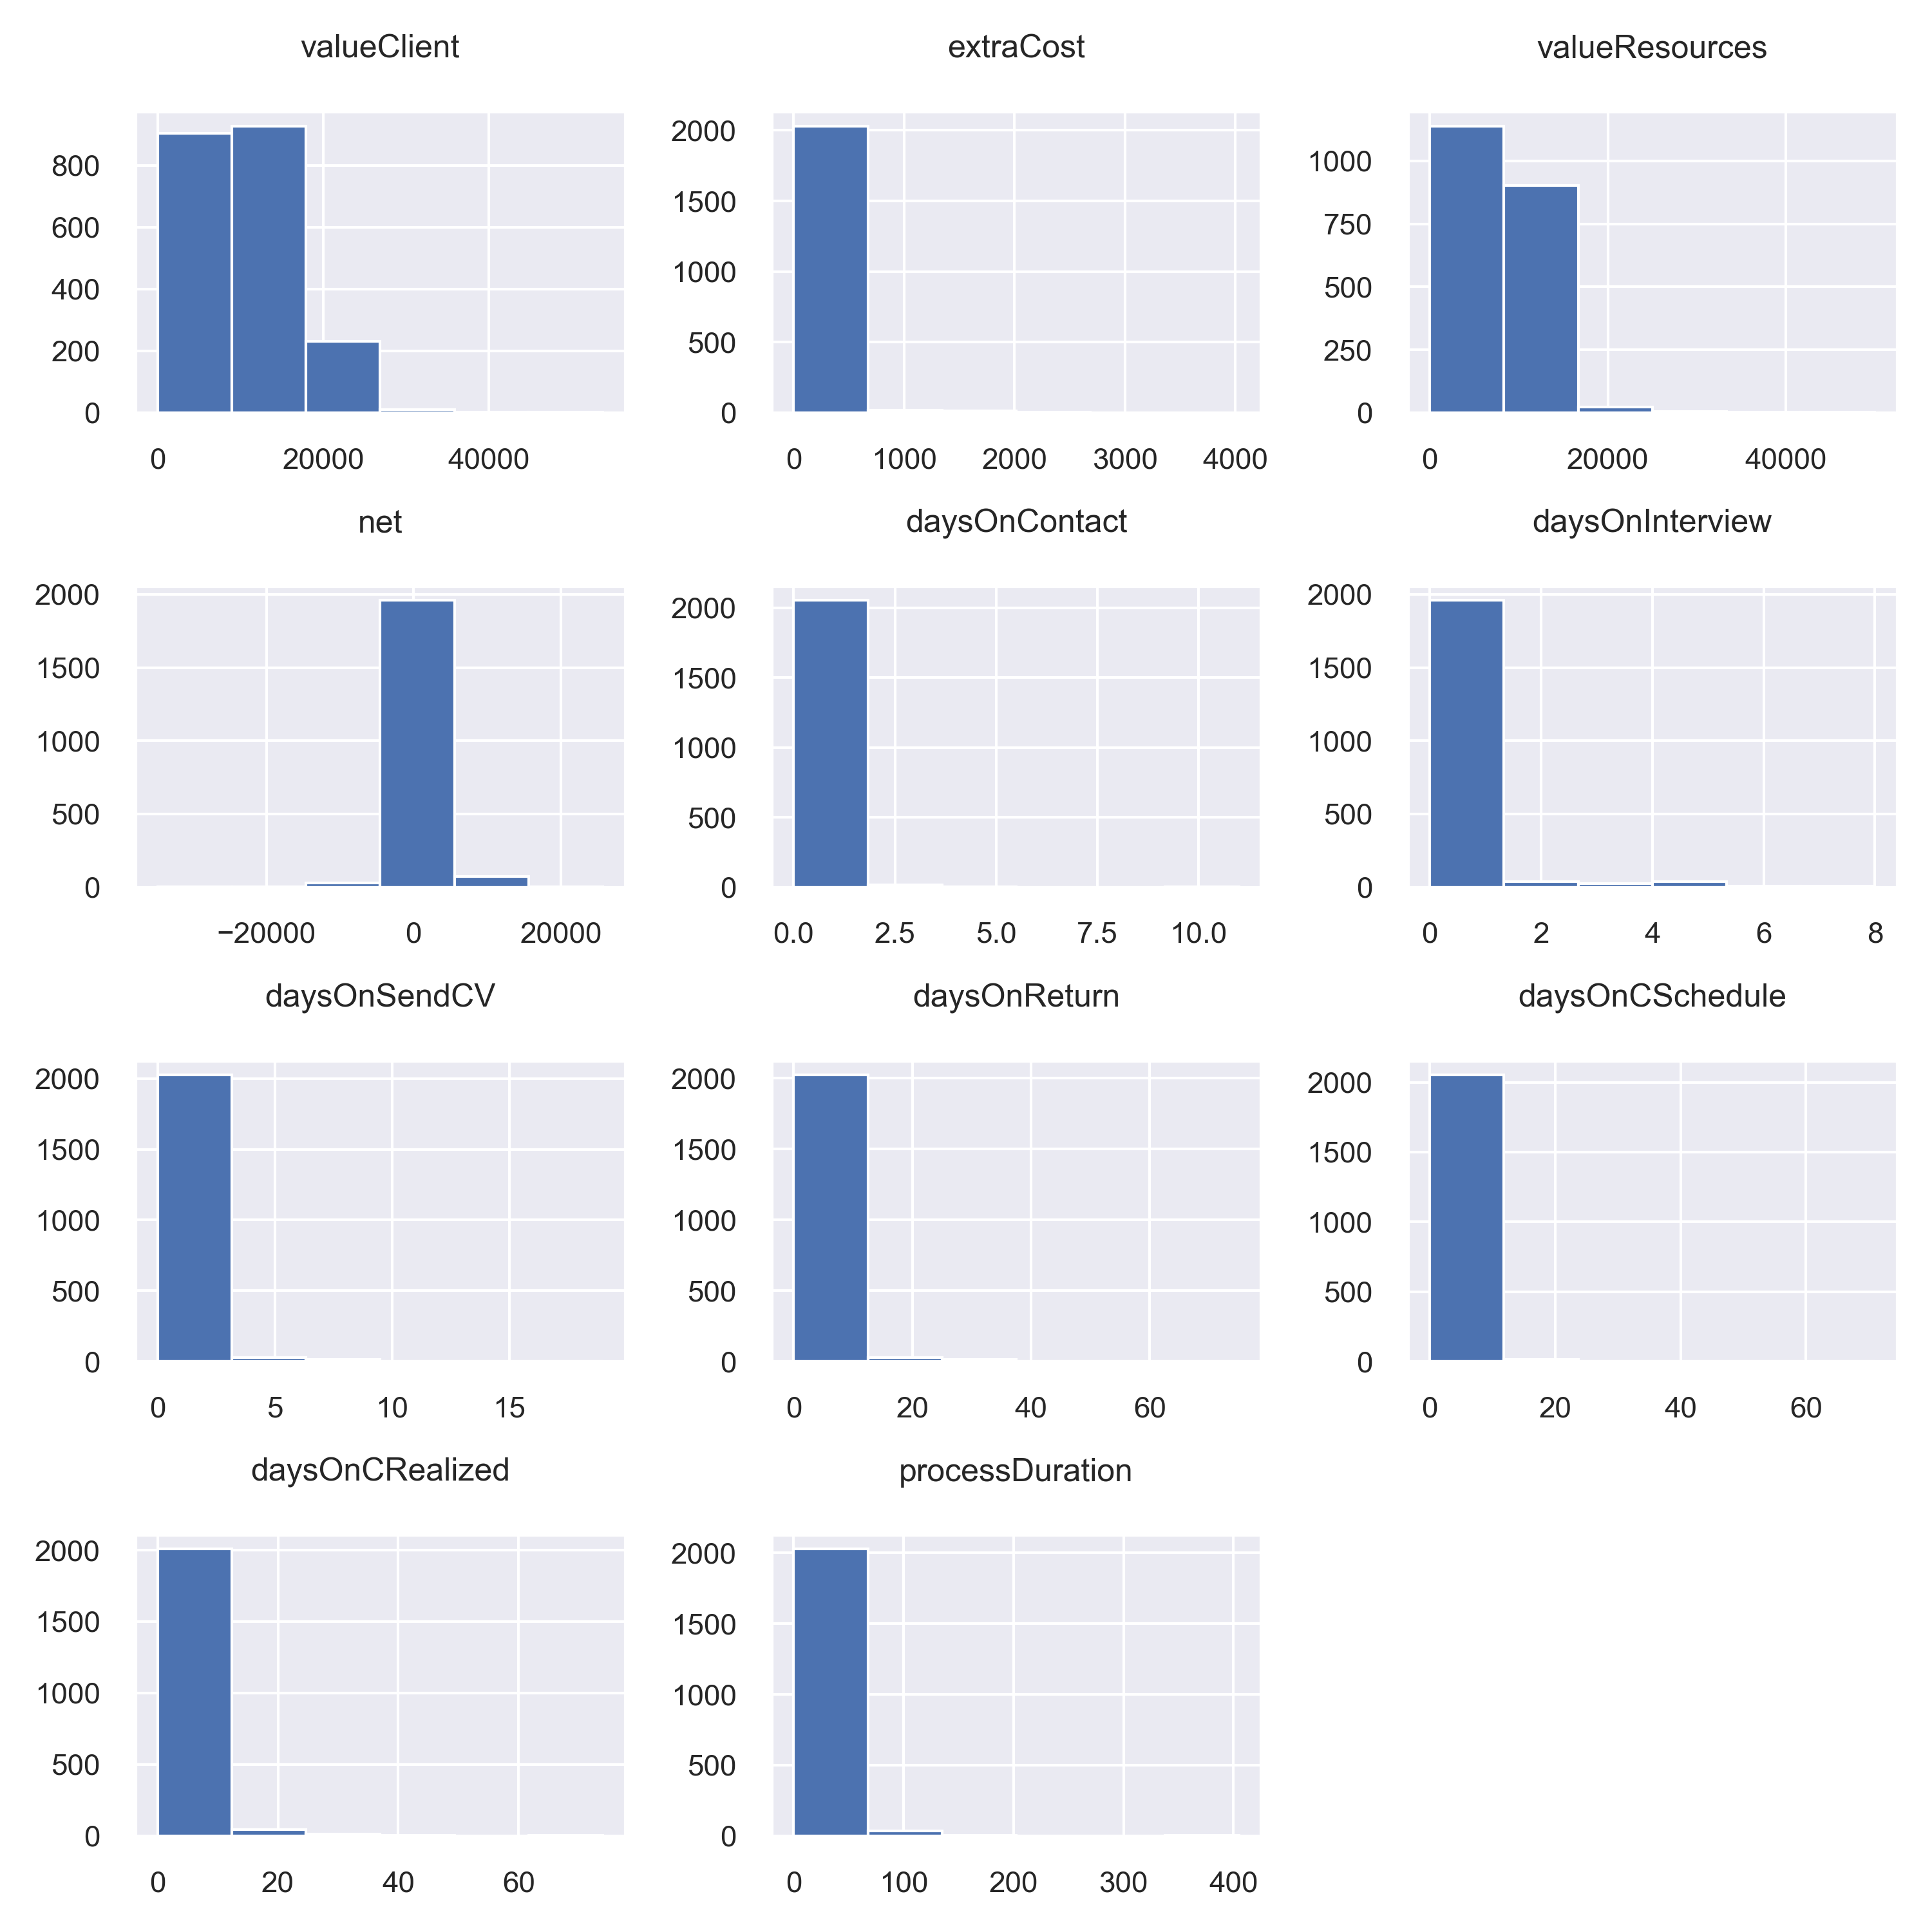 valueClient extraCost valueResources
800 2000 1000
600 1500 750
400 1000 500
200 500 250
0 0 0
0 20000 40000 0 1000 2000 3000 4000 0 20000 40000
net daysOnContact daysOnInterview
2000 2000 2000
1500 1500 1500
1000 1000 1000
500 500 500
0 0 0
−20000 0 20000 0.0 2.5 5.0 7.5 10.0 0 2 4 6 8
daysOnSendCV daysOnReturn daysOnCSchedule
2000 2000 2000
1500 1500 1500
1000 1000 1000
500 500 500
0 0 0
0 5 10 15 0 20 40 60 0 20 40 60
daysOnCRealized processDuration
2000 2000
1500 1500
1000 1000
500 500
0 0
0 20 40 60 0 100 200 300 400